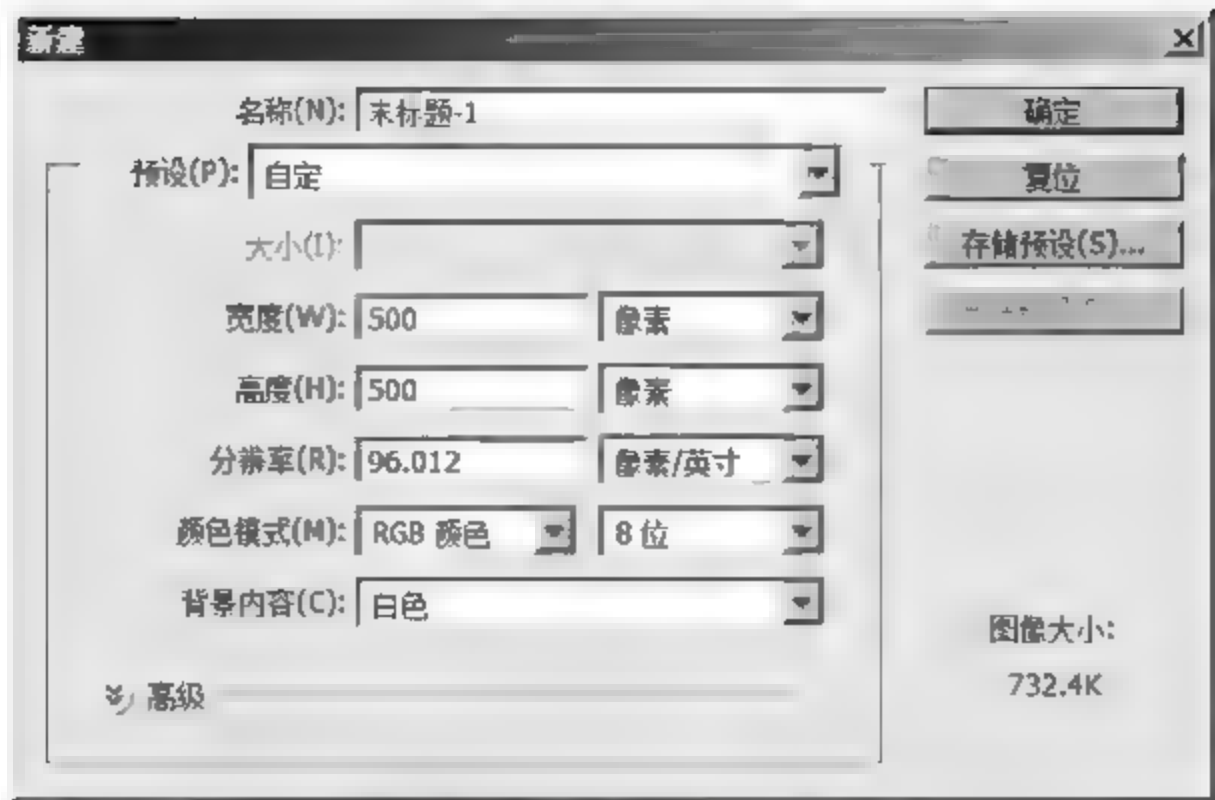 新建
名称(N): 未标题-1
预设(P): 自定
大小(I):
宽度(W): 500 像素
高度(H): 500 像素
分辨率(R): 96.012 像素/英寸
颜色模式(M): RGB 颜色 8 位
背景内容(C): 白色
高级
确定
复位
存储预设(S)...
图像大小:
732.4K